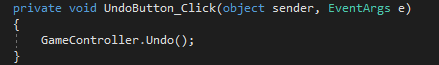 private void UndoButton_Click(object sender, EventArgs e)
{
    GameController.Undo();
}